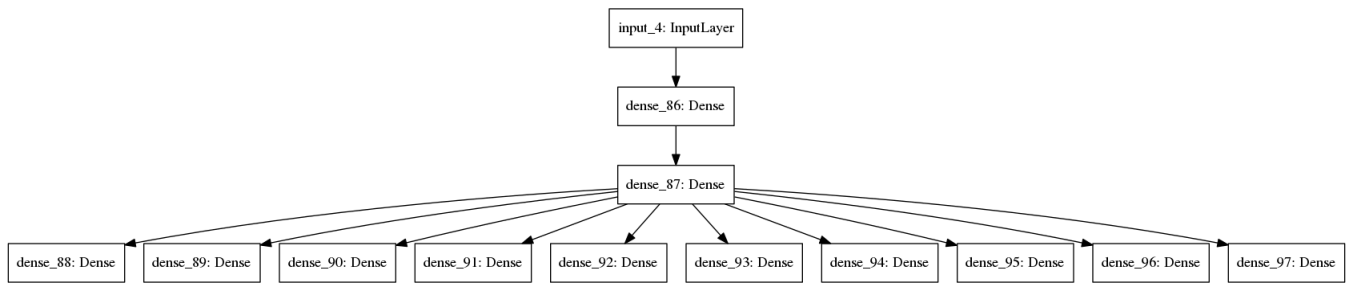 input_4: InputLayer
dense_86: Dense
dense_87: Dense
dense_88: Dense
dense_89: Dense
dense_90: Dense
dense_91: Dense
dense_92: Dense
dense_93: Dense
dense_94: Dense
dense_95: Dense
dense_96: Dense
dense_97: Dense